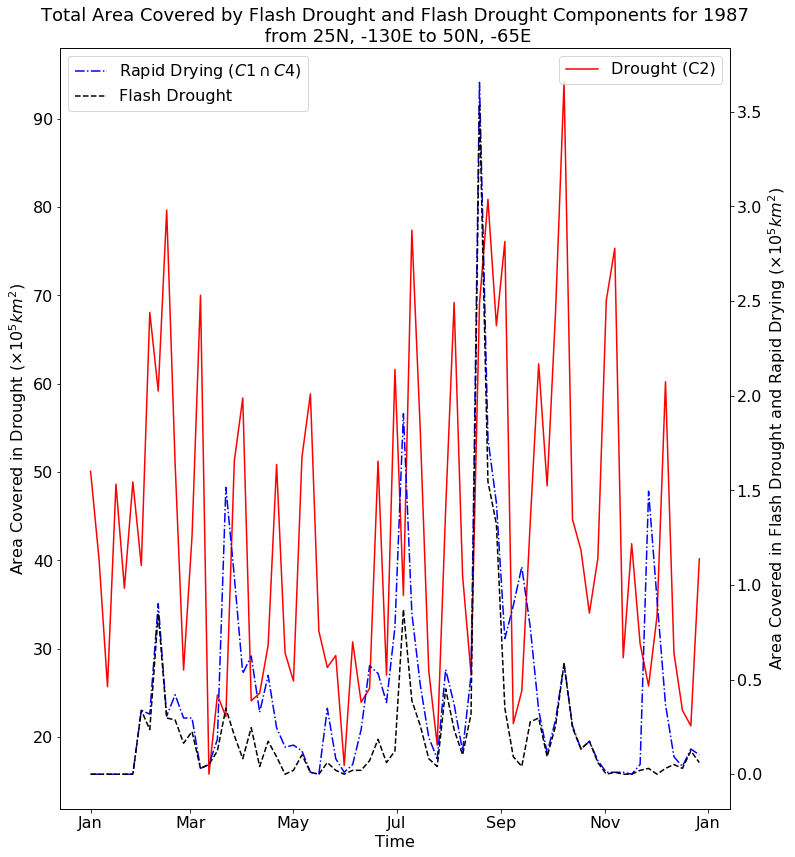 Total Area Covered by Flash Drought and Flash Drought Components for 1987
from 25N, -130E to 50N, -65E
Rapid Drying (C1 ∩ C4)
Flash Drought
Drought (C2)
Area Covered in Drought (×10⁵km²)
90
80
70
60
50
40
30
20
3.5
3.0
2.5
2.0
1.5
1.0
0.5
0.0
Area Covered in Flash Drought and Rapid Drying (×10⁵km²)
Jan Mar May Jul Sep Nov Jan
Time